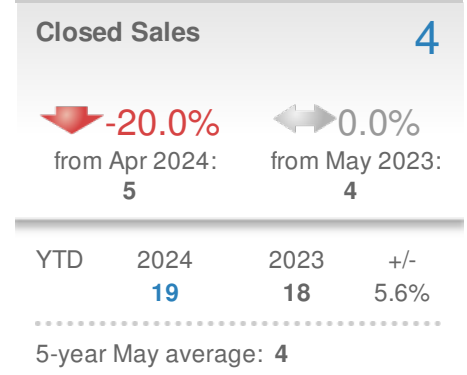 Closed Sales 4
-20.0% 0.0%
from Apr 2024: from May 2023:
5 4
YTD 2024 2023 +/-
19 18 5.6%
5-year May average: 4